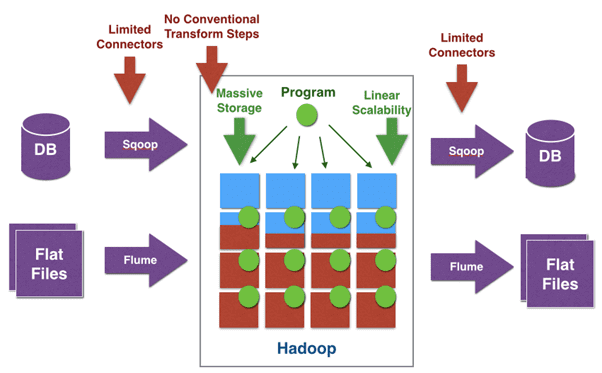 No Conventional
Transform Steps
Limited
Connectors
Limited
Connectors
Massive
Storage
Program
Linear
Scalability
DB
Sqoop
Sqoop
DB
Flat
Files
Flume
Flume
Flat
Files
Hadoop